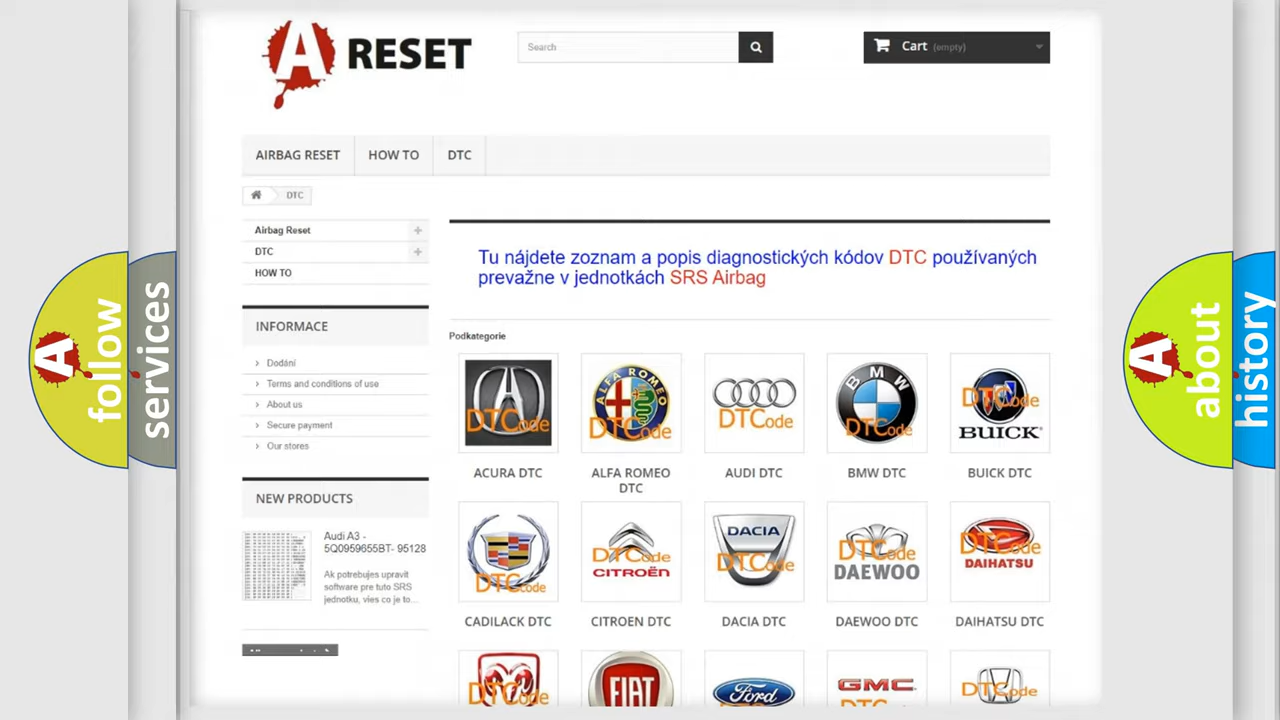 A RESET
Search
Cart (empty)
AIRBAG RESET
HOW TO
DTC
DTC
Airbag Reset
DTC
HOW TO
INFORMACE
Dodání
Terms and conditions of use
About us
Secure payment
Our stores
NEW PRODUCTS
Audi A3 -
5Q0959655BT- 95128
Ak potrebujes upravit
software pre tuto SRS
jednotku, vies co je to...
Tu nájdete zoznam a popis diagnostických kódov DTC používaných
prevažne v jednotkách SRS Airbag
Podkategorie
DTCode
ALFA ROMEO
DTCode
DTCode
BMW
DTCode
DTCode
BUICK
ACURA DTC
ALFA ROMEO
DTC
AUDI DTC
BMW DTC
BUICK DTC
DTCode
DTCode
CITROËN
DACIA
DTCode
DTCode
DAEWOO
DTCode
DAIHATSU
CADILACK DTC
CITROEN DTC
DACIA DTC
DAEWOO DTC
DAIHATSU DTC
DTCode
FIAT
Ford
GMC
DTCode
A follow
services
A about
history